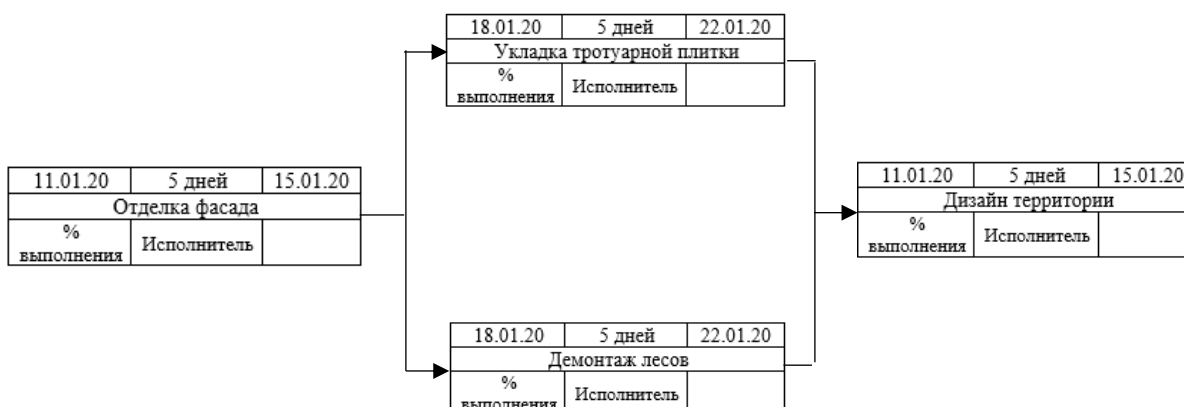 18.01.20 5 дней 22.01.20
Укладка тротуарной плитки
%
выполнения Исполнитель
11.01.20 5 дней 15.01.20
Отделка фасада
%
выполнения Исполнитель
18.01.20 5 дней 22.01.20
Демонтаж лесов
%
выполнения Исполнитель
11.01.20 5 дней 15.01.20
Дизайн территории
%
выполнения Исполнитель